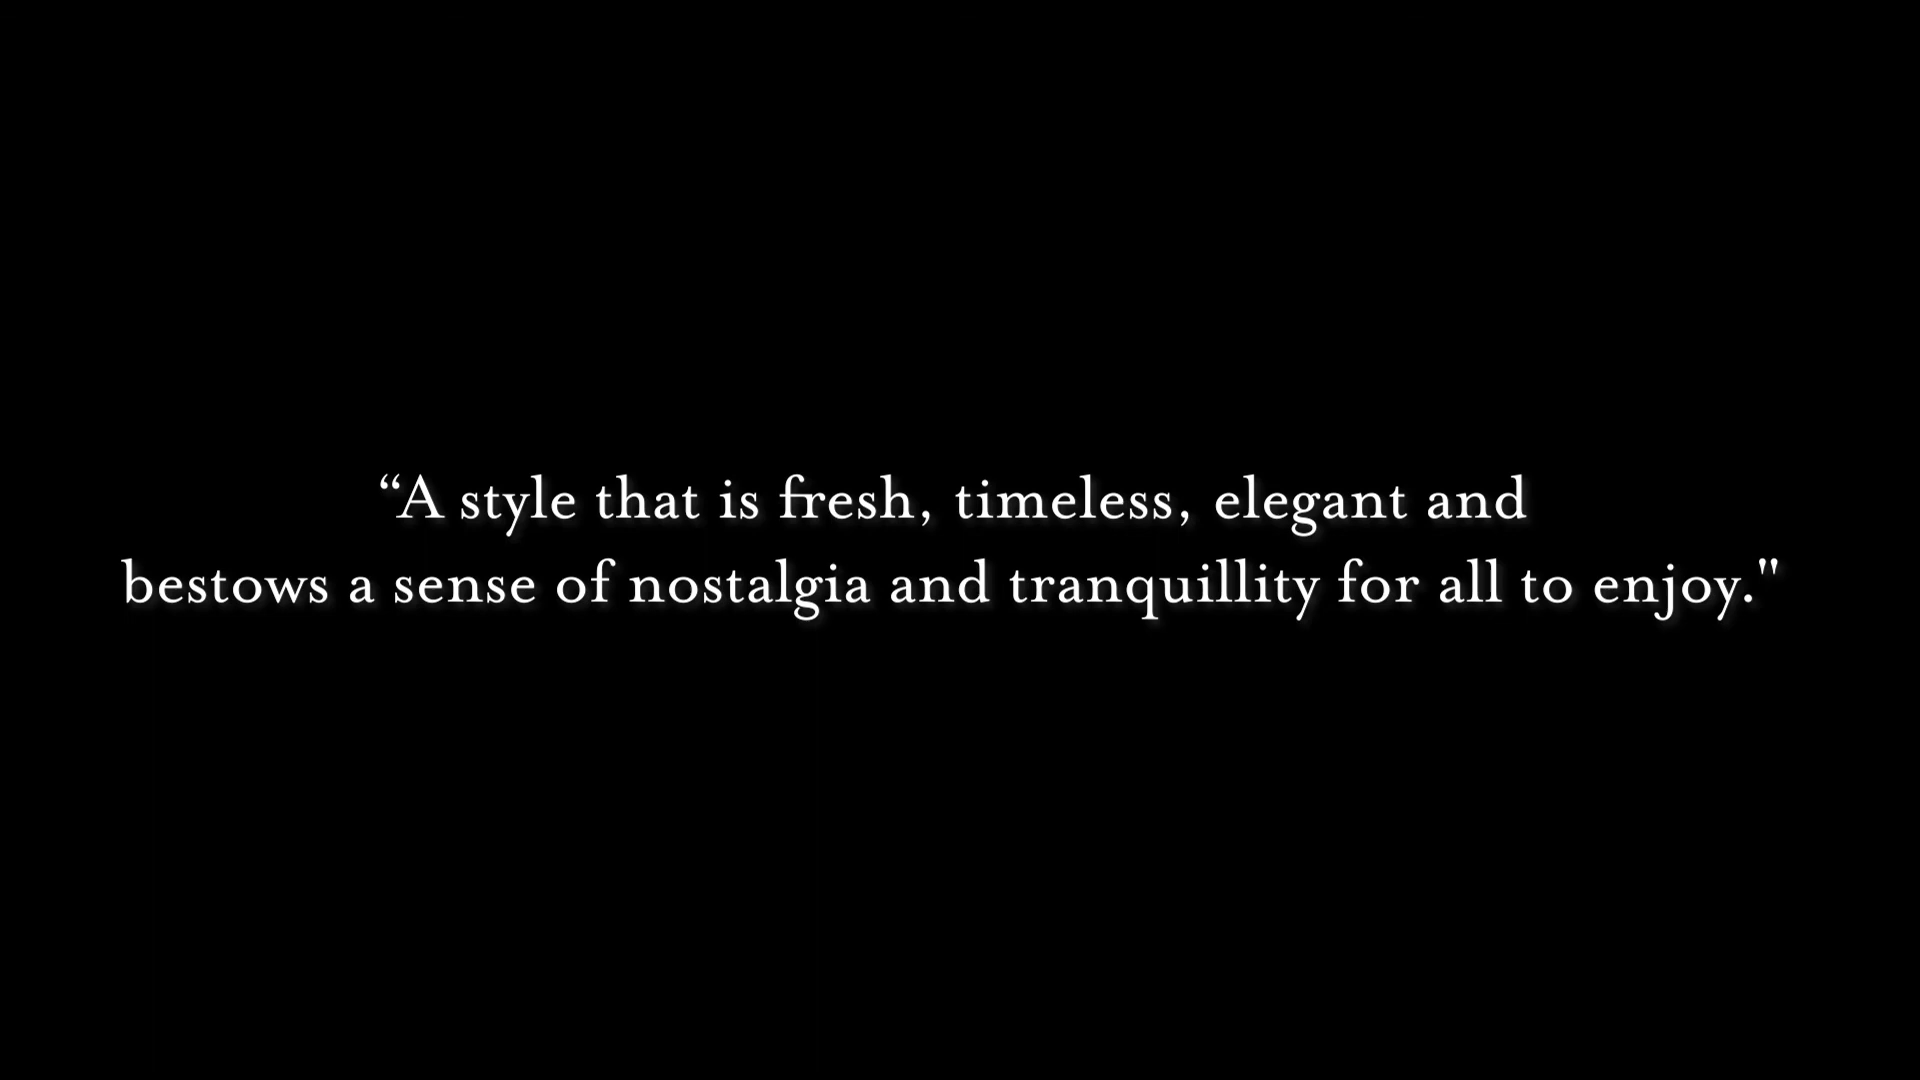 “A style that is fresh, timeless, elegant and
bestows a sense of nostalgia and tranquillity for all to enjoy."